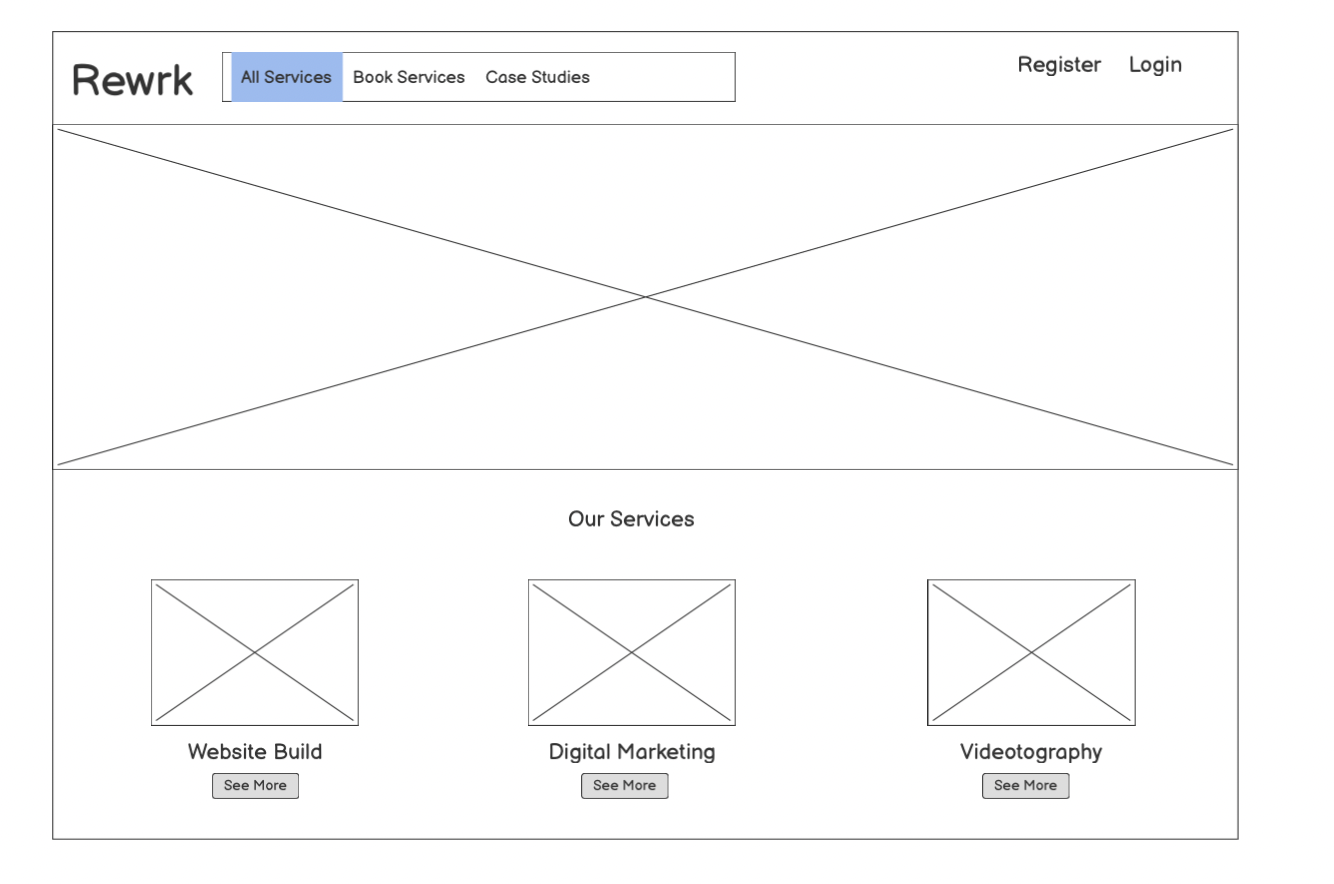 Rewrk
All Services Book Services Case Studies
Register Login
Our Services
Website Build
See More
Digital Marketing
See More
Videotography
See More